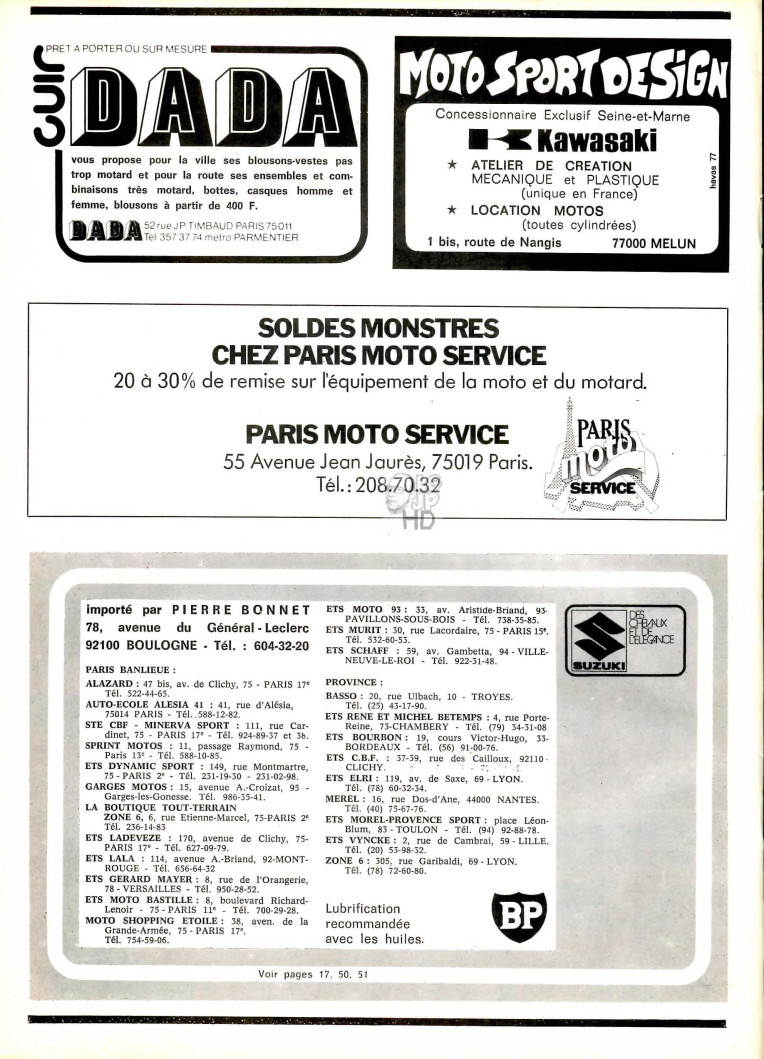 PRET A PORTER OU SUR MESURE
CUIR
DADA
vous propose pour la ville ses blousons-vestes pas
trop motard et pour la route ses ensembles et com-
binaisons très motard, bottes, casques homme et
femme, blousons à partir de 400 F.
DADA
52 rue J P TIMBAUD PARIS 75011
Tel 357 37 74 metro PARMENTIER
MOTO SPORT DESIGN
Concessionnaire Exclusif Seine-et-Marne
Kawasaki
★ ATELIER DE CREATION
MECANIQUE et PLASTIQUE
(unique en France)
★ LOCATION MOTOS
(toutes cylindrées)
1 bis, route de Nangis 77000 MELUN
havas 77
SOLDES MONSTRES
CHEZ PARIS MOTO SERVICE
20 à 30% de remise sur l'équipement de la moto et du motard.
PARIS MOTO SERVICE
55 Avenue Jean Jaurès, 75019 Paris.
Tél.: 208.70.32
PARIS
moto
SERVICE
HD
importé par PIERRE BONNET
78, avenue du Général-Leclerc
92100 BOULOGNE - Tél. : 604-32-20
PARIS BANLIEUE :
ALAZARD : 47 bis, av. de Clichy, 75 - PARIS 17e
Tél. 522-44-65.
AUTO-ECOLE ALESIA 41 : 41, rue d'Alésia,
75014 PARIS - Tél. 588-12-82.
STE CBF - MINERVA SPORT : 111, rue Car-
dinet, 75 - PARIS 17e - Tél. 924-89-37 et 36.
SPRINT MOTOS : 11, passage Raymond, 75 -
Paris 13e - Tél. 588-10-85.
ETS DYNAMIC SPORT : 149, rue Montmartre,
75 - PARIS 2e - Tél. 231-19-30 - 231-02-98.
GARGES MOTOS : 15, avenue A.-Croizat, 95 -
Garges-les-Gonesse. Tél. 986-35-41.
LA BOUTIQUE TOUT-TERRAIN
ZONE 6, 6, rue Etienne-Marcel, 75-PARIS 2e
Tél. 236-14-83
ETS LADEVEZE : 170, avenue de Clichy, 75-
PARIS 17e - Tél. 627-09-79.
ETS LALA : 114, avenue A.-Briand, 92-MONT-
ROUGE - Tél. 656-64-32
ETS GERARD MAYER : 8, rue de l'Orangerie,
78 - VERSAILLES - Tél. 950-28-52.
ETS MOTO BASTILLE : 8, boulevard Richard-
Lenoir - 75 - PARIS 11e - Tél. 700-29-28.
MOTO SHOPPING ETOILE : 38, aven. de la
Grande-Armée, 75 - PARIS 17e.
Tél. 754-59-06.
ETS MOTO 93 : 33, av. Aristide-Briand, 93-
PAVILLONS-SOUS-BOIS - Tél. 738-35-85.
ETS MURIT : 30, rue Lacordaire, 75 - PARIS 15e.
Tél. 532-60-53.
ETS SCHAFF : 59, av. Gambetta, 94 - VILLE-
NEUVE-LE-ROI - Tél. 922-31-48.
PROVINCE :
BASSO : 20, rue Ulbach, 10 - TROYES.
Tél. (25) 43-17-90.
ETS RENE ET MICHEL BETEMPS : 4, rue Porte-
Reine, 73-CHAMBERY - Tél. (79) 34-31-08
ETS BOURBON : 19, cours Victor-Hugo, 33-
BORDEAUX - Tél. (56) 91-00-76.
ETS C.B.F. : 37-39, rue des Cailloux, 92110 -
CLICHY.
ETS ELRI : 119, av. de Saxe, 69 - LYON.
Tél. (78) 60-32-34.
MEREL : 16, rue Dos-d'Ane, 44000 NANTES.
Tél. (40) 75-67-76.
ETS MOREL-PROVENCE SPORT : place Léon-
Blum, 83 - TOULON - Tél. (94) 92-88-78.
ETS VYNCKE : 2, rue de Cambrai, 59 - LILLE.
Tél. (20) 53-98-32.
ZONE 6 : 305, rue Garibaldi, 69 - LYON.
Tél. (78) 72-60-80.
Lubrification
recommandée
avec les huiles.
BP
SUZUKI
DES
CHEVAUX
ET DE
L'ELEGANCE
Voir pages 17. 50. 51